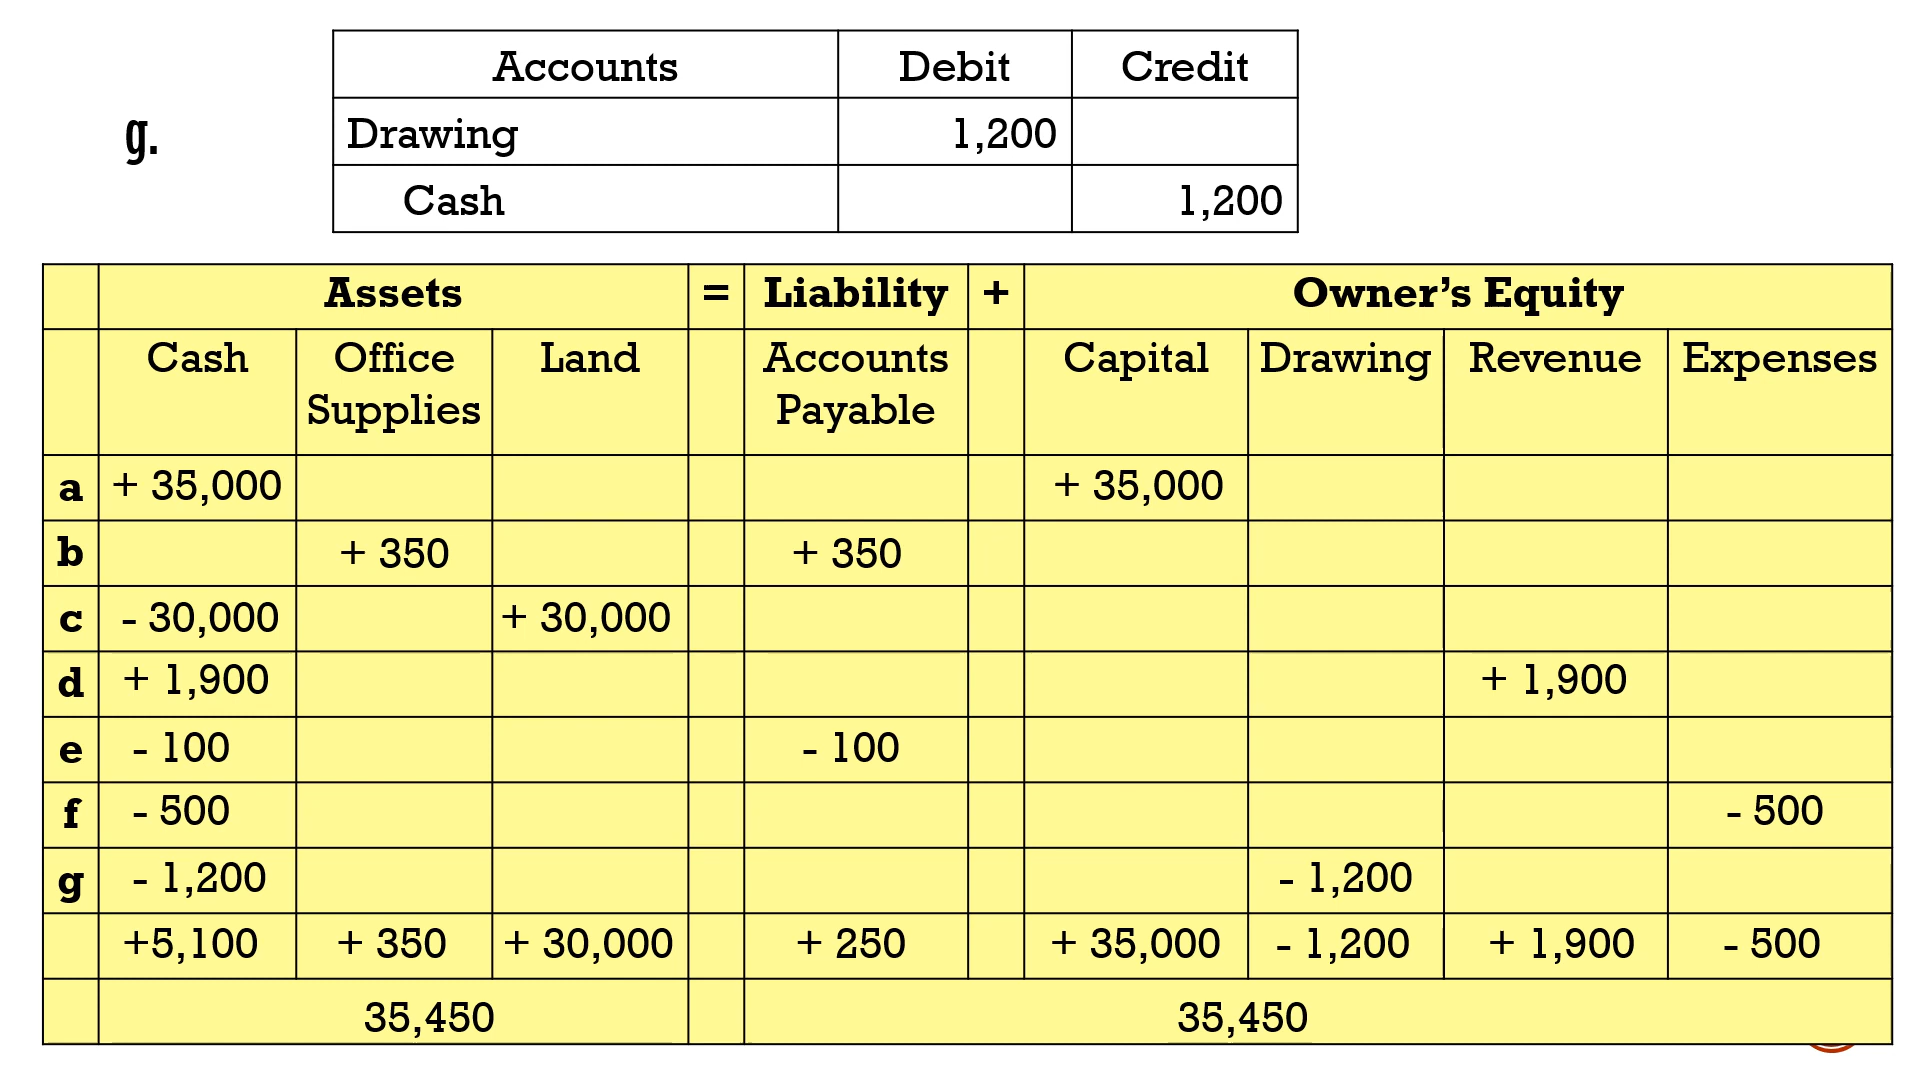 Accounts Debit Credit
g. Drawing 1,200
Cash 1,200
Assets = Liability + Owner’s Equity
Cash Office Land Accounts Capital Drawing Revenue Expenses
Supplies Payable
a + 35,000 + 35,000
b + 350 + 350
c - 30,000 + 30,000
d + 1,900 + 1,900
e - 100 - 100
f - 500 - 500
g - 1,200 - 1,200
+5,100 + 350 + 30,000 + 250 + 35,000 - 1,200 + 1,900 - 500
35,450 35,450